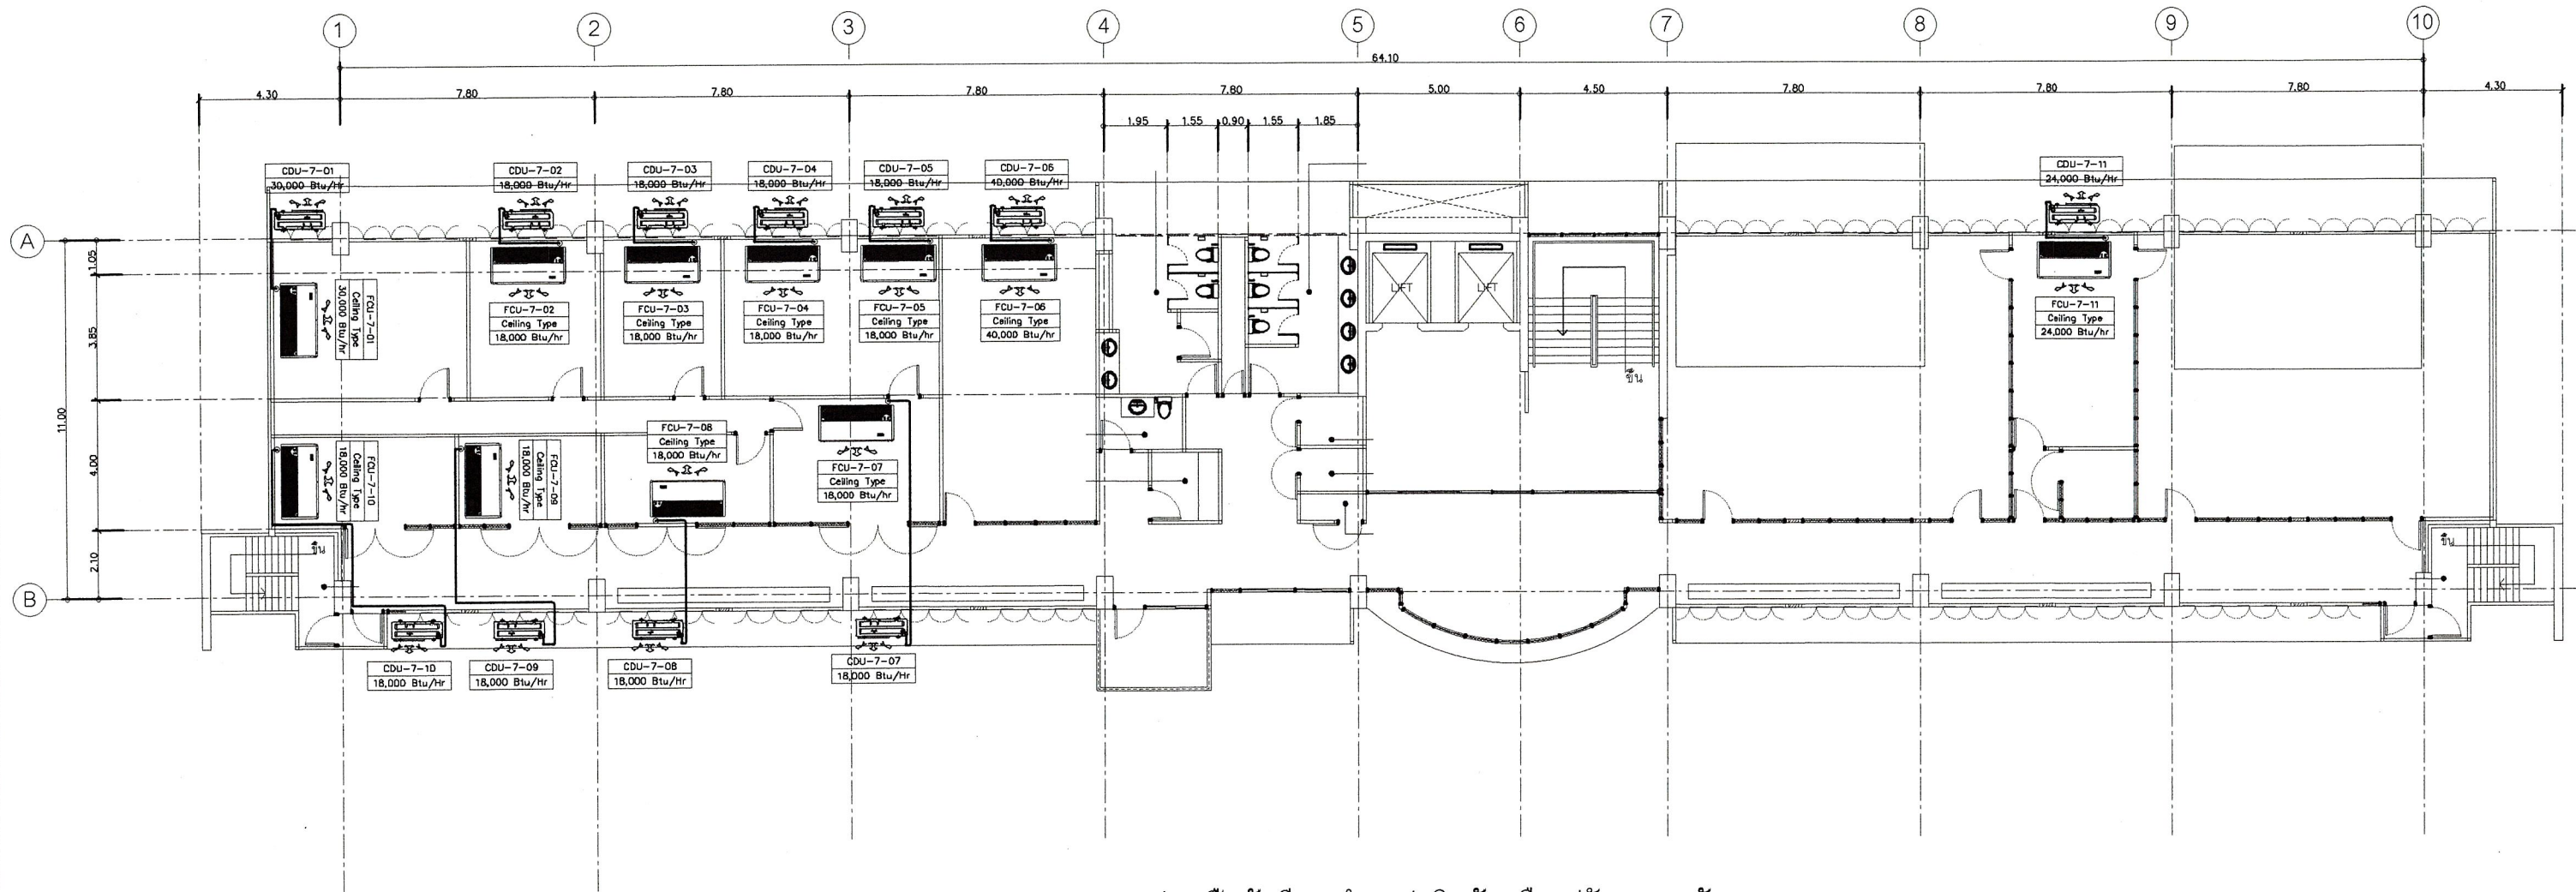 1
2
3
4
5
6
7
8
9
10
64.10
4.30
7.80
7.80
7.80
7.80
5.00
4.50
7.80
7.80
7.80
4.30
1.95
1.55
0.90
1.55
1.85
CDU-7-01
30,000 Btu/Hr
CDU-7-02
18,000 Btu/Hr
CDU-7-03
18,000 Btu/Hr
CDU-7-04
18,000 Btu/Hr
CDU-7-05
18,000 Btu/Hr
CDU-7-06
40,000 Btu/Hr
CDU-7-11
24,000 Btu/Hr
A
1.05
3.85
11.00
4.00
2.10
B
FCU-7-01
Ceiling Type
30,000 Btu/hr
FCU-7-02
Ceiling Type
18,000 Btu/hr
FCU-7-03
Ceiling Type
18,000 Btu/hr
FCU-7-04
Ceiling Type
18,000 Btu/hr
FCU-7-05
Ceiling Type
18,000 Btu/hr
FCU-7-06
Ceiling Type
40,000 Btu/hr
LIFT
LIFT
ขึ้น
FCU-7-11
Ceiling Type
24,000 Btu/hr
FCU-7-10
Ceiling Type
18,000 Btu/hr
FCU-7-09
Ceiling Type
18,000 Btu/hr
FCU-7-08
Ceiling Type
18,000 Btu/hr
FCU-7-07
Ceiling Type
18,000 Btu/hr
ขึ้น
ขึ้น
CDU-7-10
18,000 Btu/Hr
CDU-7-09
18,000 Btu/Hr
CDU-7-08
18,000 Btu/Hr
CDU-7-07
18,000 Btu/Hr